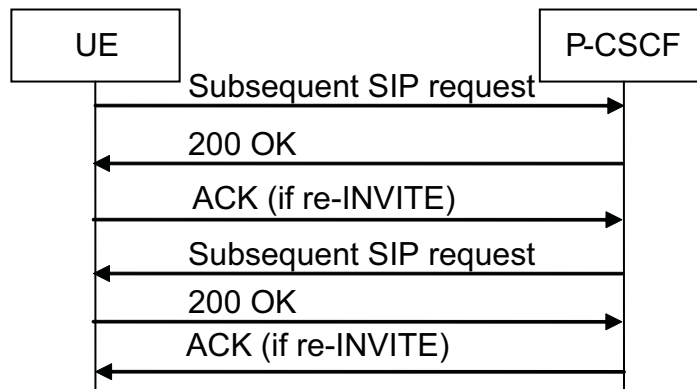 UE
P-CSCF
Subsequent SIP request
200 OK
ACK (if re-INVITE)
Subsequent SIP request
200 OK
ACK (if re-INVITE)